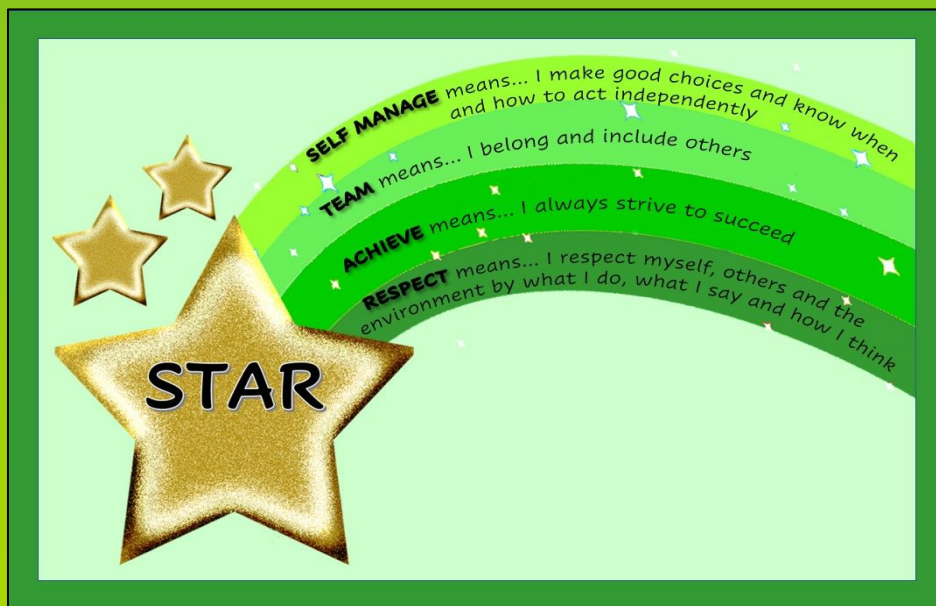 SELF MANAGE means... I make good choices and know when
and how to act independently
TEAM means... I belong and include others
ACHIEVE means... I always strive to succeed
RESPECT means... I respect myself, others and the
environment by what I do, what I say and how I think
STAR